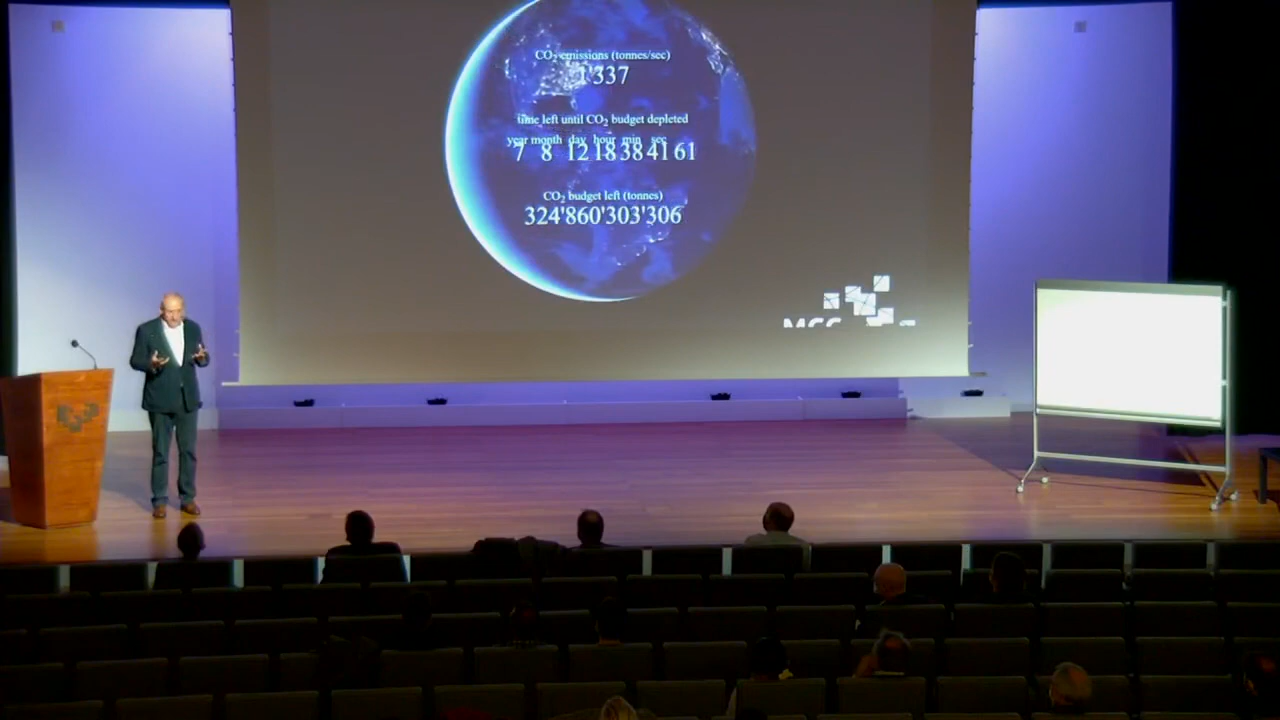 CO2 emissions (tonnes/sec)
1'337
time left until CO2 budget depleted
year month day hour min sec
7 8 12 18 38 41 61
CO2 budget left (tonnes)
324'860'303'306
MCC